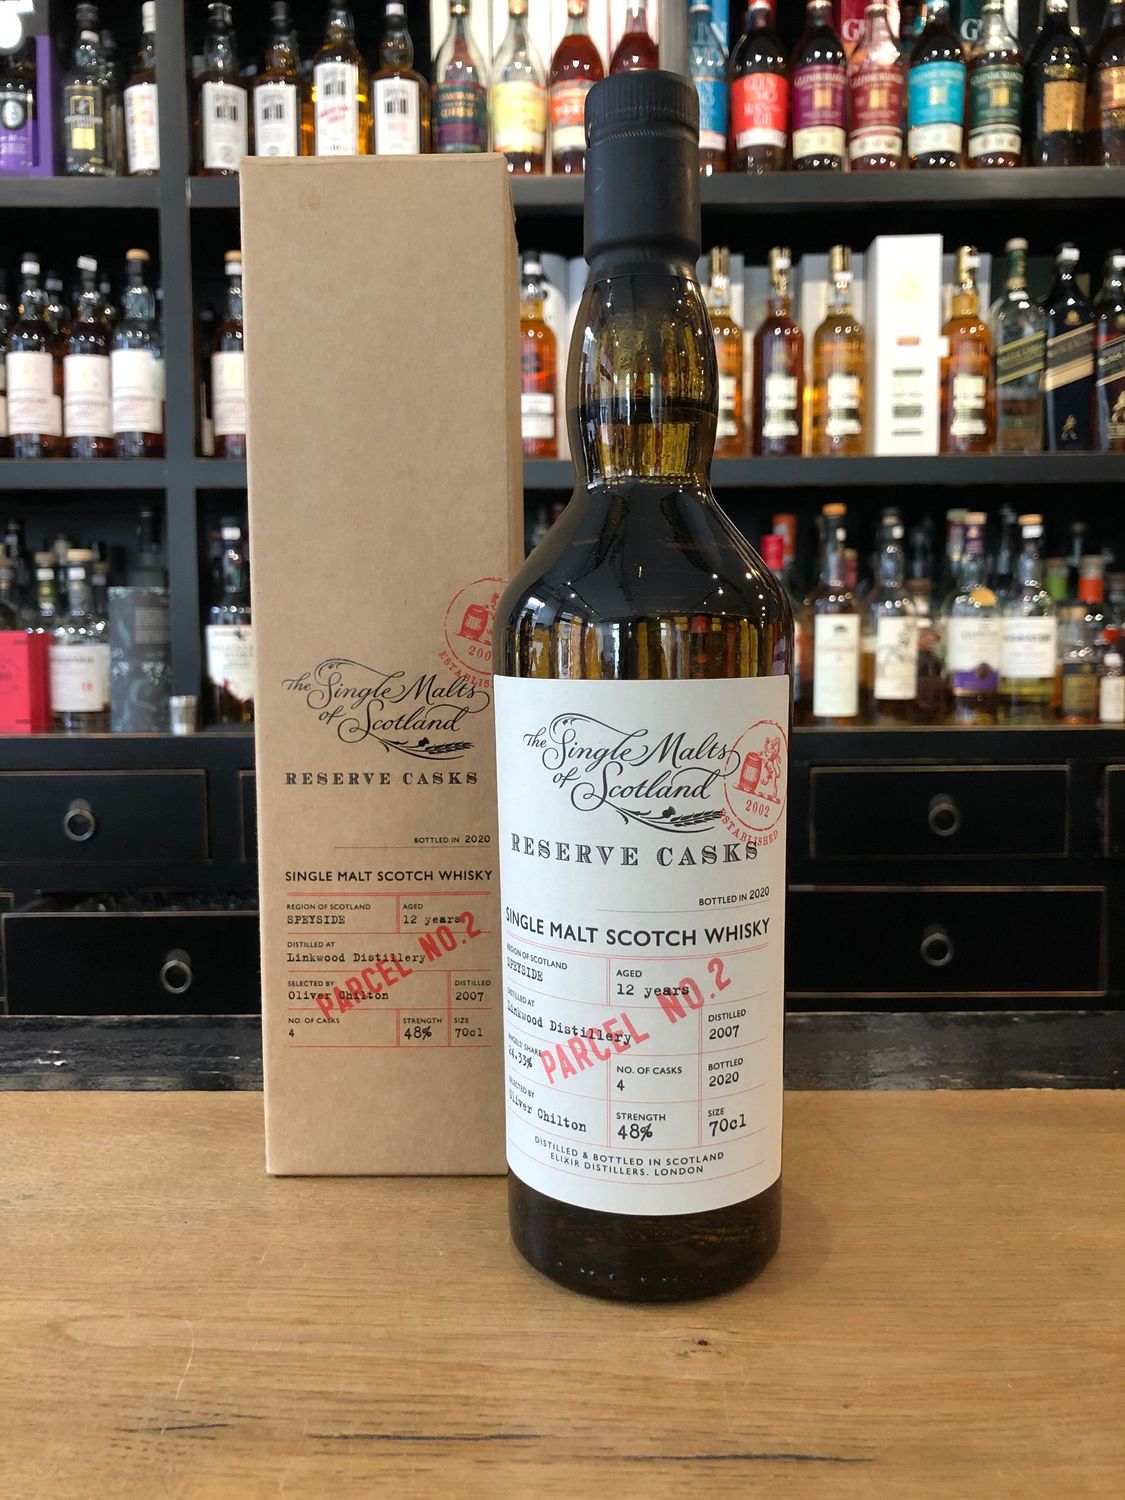 The Single Malts
of Scotland
RESERVE CASKS
ESTABLIS
BOTTLED IN 2020
SINGLE MALT SCOTCH WHISKY
REGION OF SCOTLAND
SPEYSIDE
AGED
12 years
DISTILLED AT
Linkwood Distillery
PARCEL NO.2
SELECTED BY
Oliver Chilton
DISTILLED
2007
NO. OF CASKS
4
STRENGTH
48%
SIZE
70cl
The Single Malts
of Scotland
2002
ESTABLISHED
RESERVE CASKS
BOTTLED IN 2020
SINGLE MALT SCOTCH WHISKY
REGION OF SCOTLAND
SPEYSIDE
AGED
12 years
DISTILLED AT
Linkwood Distillery
PARCEL NO.2
DISTILLED
2007
ANGELS' SHARE
24.33%
NO. OF CASKS
4
BOTTLED
2020
SELECTED BY
Oliver Chilton
STRENGTH
48%
SIZE
70cl
DISTILLED & BOTTLED IN SCOTLAND
ELIXIR DISTILLERS. LONDON